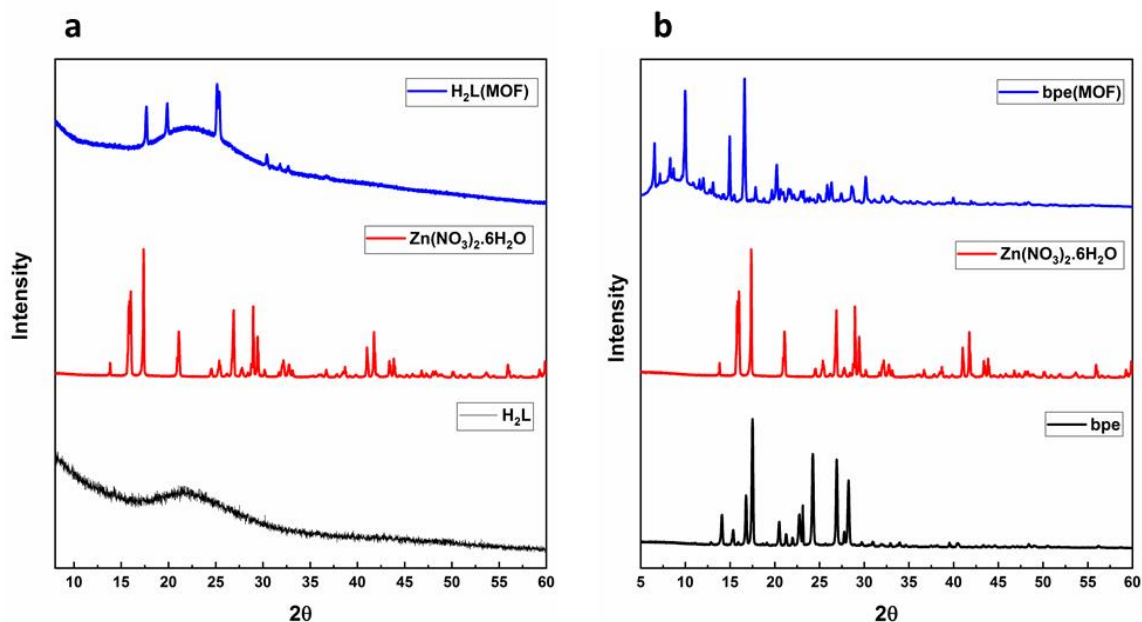 a
H₂L(MOF)
Zn(NO₃)₂.6H₂O
H₂L
Intensity
10 15 20 25 30 35 40 45 50 55 60
2θ
b
bpe(MOF)
Zn(NO₃)₂.6H₂O
bpe
Intensity
5 10 15 20 25 30 35 40 45 50 55 60
2θ